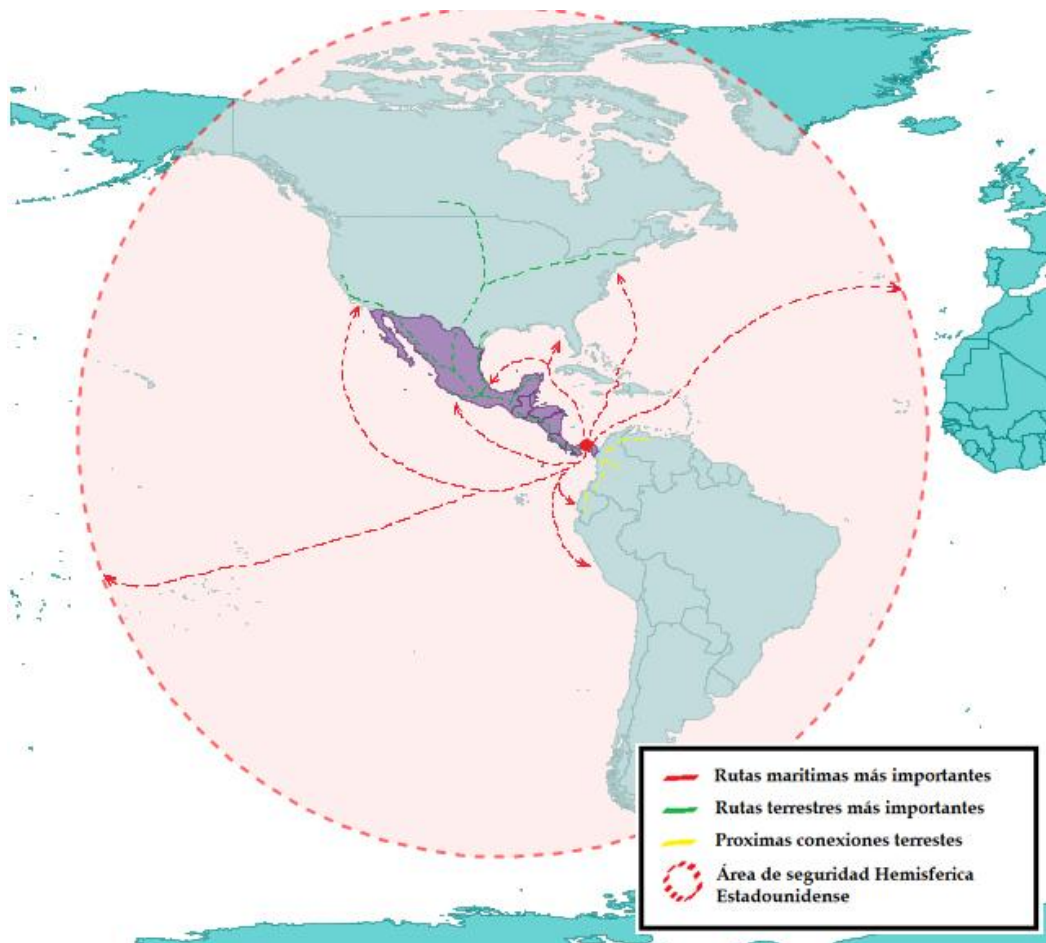 Rutas maritimas más importantes
Rutas terrestres más importantes
Proximas conexiones terrestes
Área de seguridad Hemisferica
Estadounidense